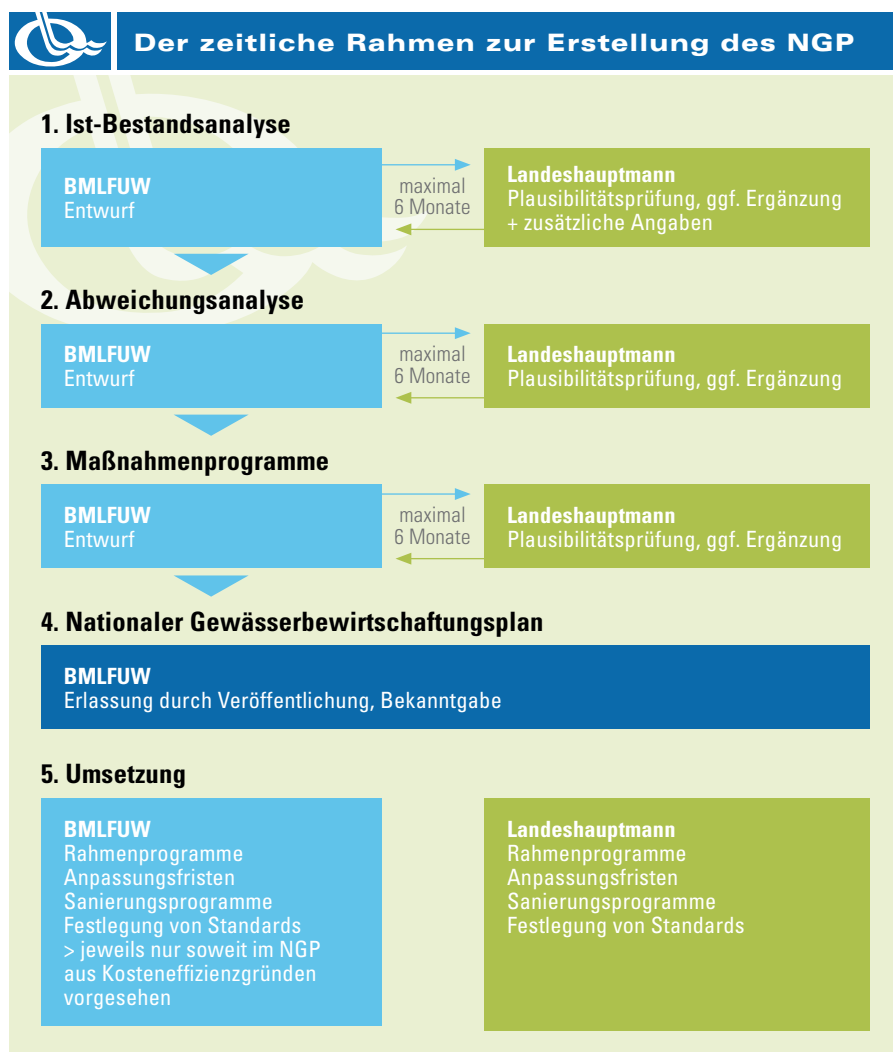 Der zeitliche Rahmen zur Erstellung des NGP
1. Ist-Bestandsanalyse
BMLFUW
Entwurf
maximal
6 Monate
Landeshauptmann
Plausibilitätsprüfung, ggf. Ergänzung
+ zusätzliche Angaben
2. Abweichungsanalyse
BMLFUW
Entwurf
maximal
6 Monate
Landeshauptmann
Plausibilitätsprüfung, ggf. Ergänzung
3. Maßnahmenprogramme
BMLFUW
Entwurf
maximal
6 Monate
Landeshauptmann
Plausibilitätsprüfung, ggf. Ergänzung
4. Nationaler Gewässerbewirtschaftungsplan
BMLFUW
Erlassung durch Veröffentlichung, Bekanntgabe
5. Umsetzung
BMLFUW
Rahmenprogramme
Anpassungsfristen
Sanierungsprogramme
Festlegung von Standards
> jeweils nur soweit im NGP
aus Kosteneffizienzgründen
vorgesehen
Landeshauptmann
Rahmenprogramme
Anpassungsfristen
Sanierungsprogramme
Festlegung von Standards